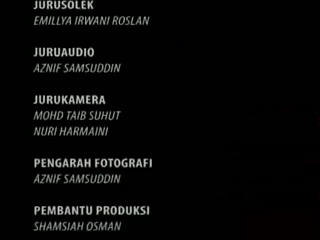 JURUSOLEK
EMILLYA IRWANI ROSLAN
JURUAUDIO
AZNIF SAMSUDDIN
JURUKAMERA
MOHD TAIB SUHUT
NURI HARMAINI
PENGARAH FOTOGRAFI
AZNIF SAMSUDDIN
PEMBANTU PRODUKSI
SHAMSIAH OSMAN